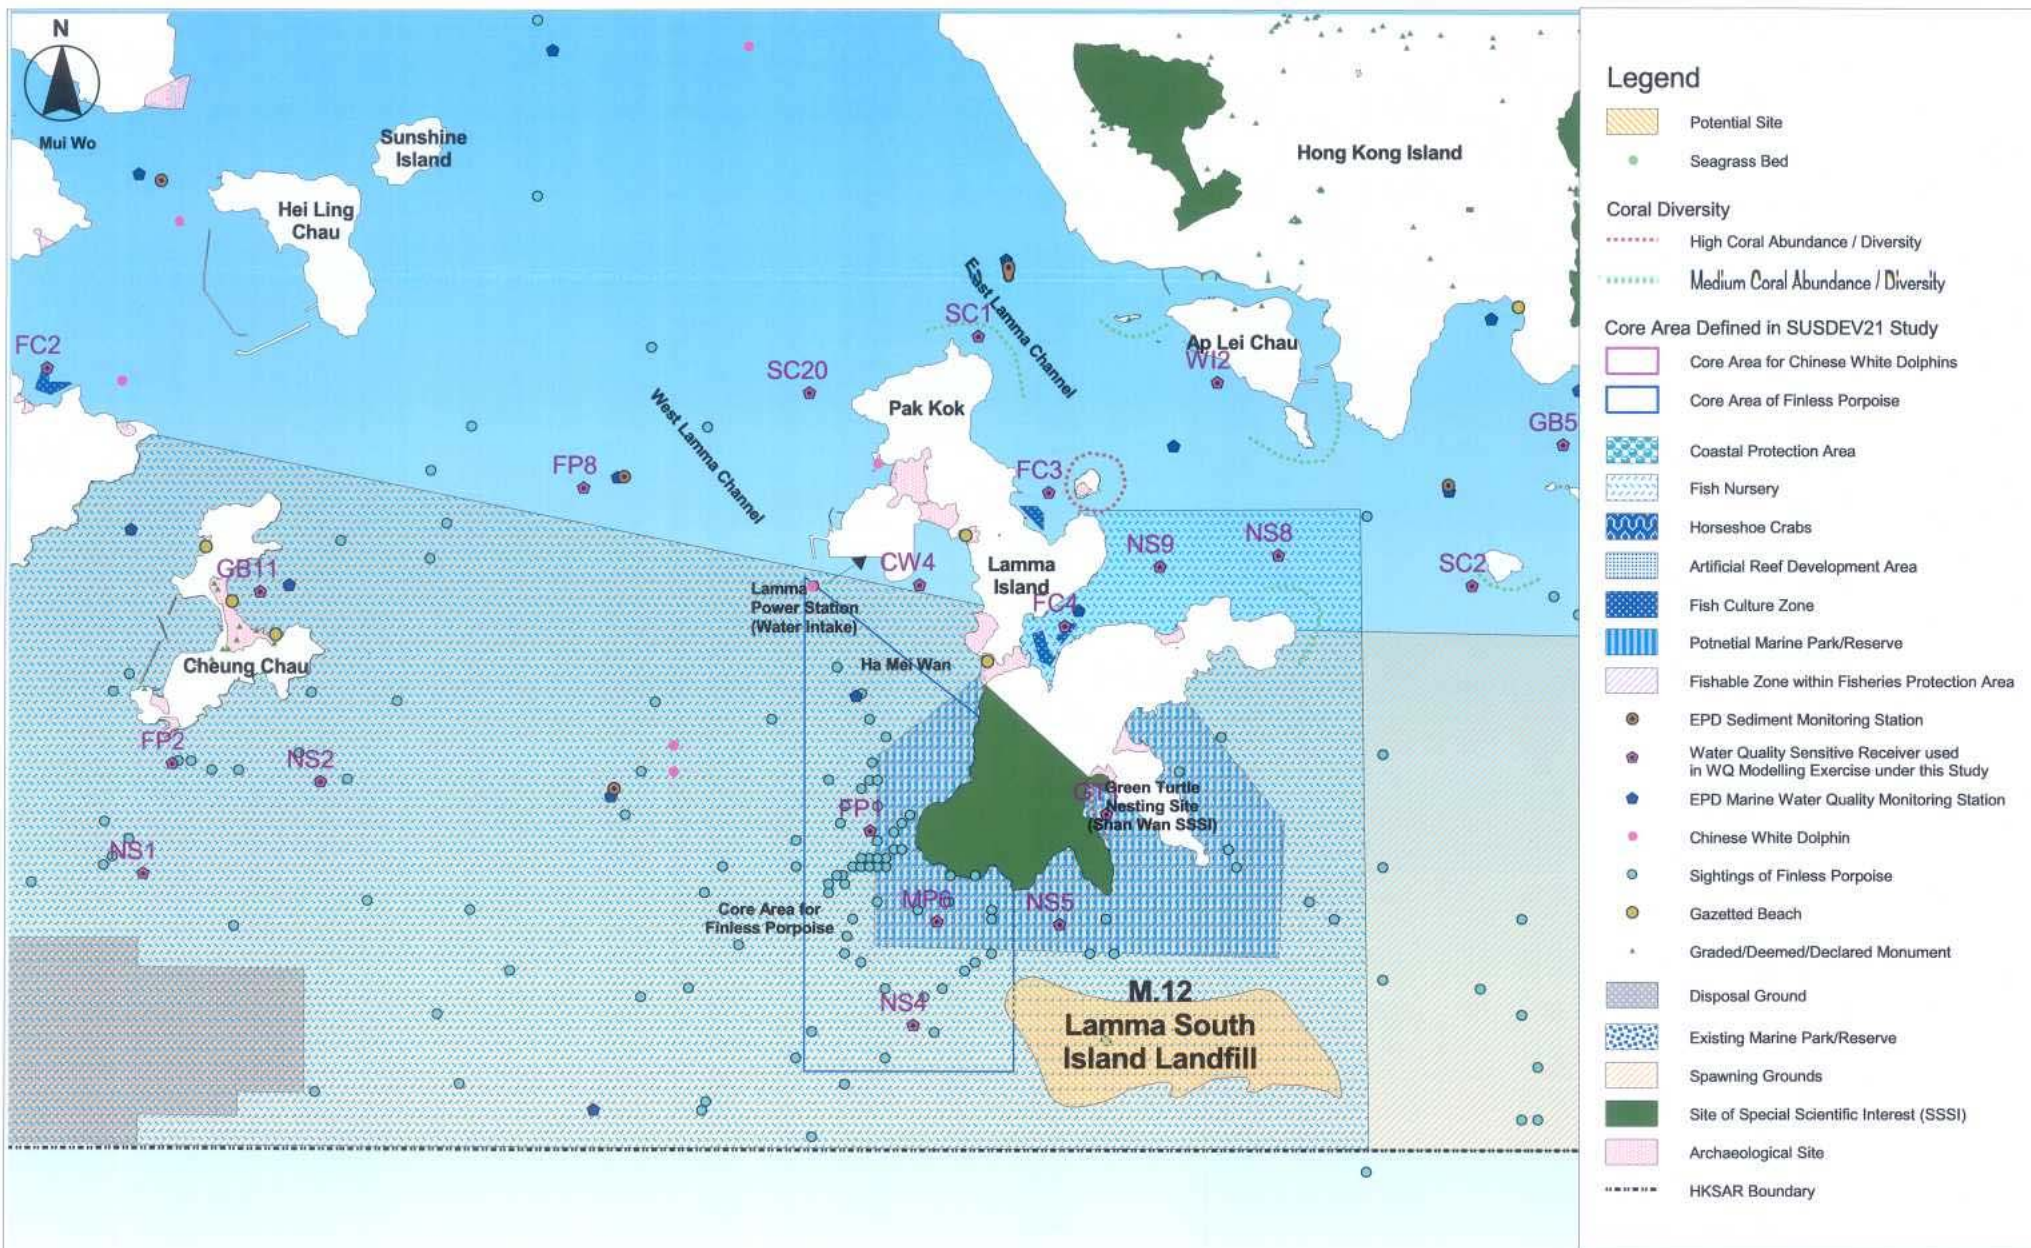 N
Mui Wo
Sunshine
Island
Hei Ling
Chau
Hong Kong Island
East Lamma Channel
SC1
FC2
SC20
Ap Lei Chau
WI2
West Lamma Channel
Pak Kok
GB5
FP8
FC3
NS9
NS8
SC2
GB11
CW4
Lamma
Island
Lamma
Power Station
(Water Intake)
FC4
Cheung Chau
Ha Mei Wan
FP2
NS2
Green Turtle
Nesting Site
(Sham Wan SSSI)
FP1
NS1
MP6
NS5
Core Area for
Finless Porpoise
NS4
M.12
Lamma South
Island Landfill
Legend
Potential Site
Seagrass Bed
Coral Diversity
High Coral Abundance / Diversity
Medium Coral Abundance / Diversity
Core Area Defined in SUSDEV21 Study
Core Area for Chinese White Dolphins
Core Area of Finless Porpoise
Coastal Protection Area
Fish Nursery
Horseshoe Crabs
Artificial Reef Development Area
Fish Culture Zone
Potnetial Marine Park/Reserve
Fishable Zone within Fisheries Protection Area
EPD Sediment Monitoring Station
Water Quality Sensitive Receiver used
in WQ Modelling Exercise under this Study
EPD Marine Water Quality Monitoring Station
Chinese White Dolphin
Sightings of Finless Porpoise
Gazetted Beach
Graded/Deemed/Declared Monument
Disposal Ground
Existing Marine Park/Reserve
Spawning Grounds
Site of Special Scientific Interest (SSSI)
Archaeological Site
HKSAR Boundary